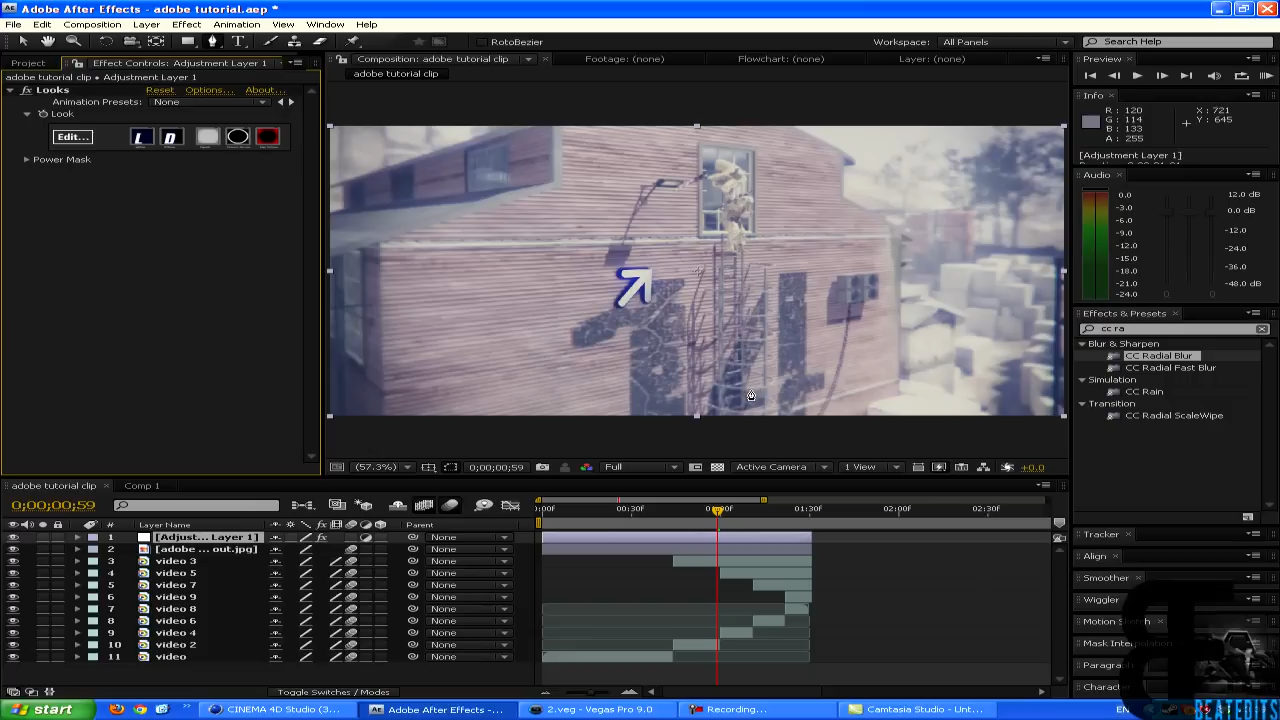 Adobe After Effects - adobe tutorial.aep *
File Edit Composition Layer Effect Animation View Window Help
RotoBezier Workspace: All Panels Search Help
Project Effect Controls: Adjustment Layer 1 Composition: adobe tutorial clip Footage: (none) Flowchart: (none) Layer: (none) Preview
adobe tutorial clip • Adjustment Layer 1 adobe tutorial clip
Looks Reset Options... About...
Animation Presets: None
Look
Edit... L D
Power Mask
Info
R : 120 X : 721
G : 114 Y : 645
B : 133
A : 255
[Adjustment Layer 1]
Audio
0.0 12.0 dB
-3.0
-6.0 0.0 dB
-9.0
-12.0 -12.0
-15.0 -24.0
-18.0 -36.0
-21.0
-24.0 -48.0 dB
0 0
Effects & Presets
cc ra
Blur & Sharpen
CC Radial Blur
CC Radial Fast Blur
Simulation
CC Rain
Transition
CC Radial ScaleWipe
(57.3%) 0;00;00;59 Full Active Camera 1 View +0.0
adobe tutorial clip Comp 1
0;00;00;59 00:30F 01:30F 02:00F 02:30F
# Layer Name fx Parent
1 [Adjust... Layer 1] None
2 [adobe ... out.jpg] None
3 video 3 None
4 video 5 None
5 video 7 None
6 video 9 None
7 video 8 None
8 video 6 None
9 video 4 None
10 video 2 None
11 video None
Toggle Switches / Modes
Tracker
Align
Smoother
Wiggler
Motion Sketch
Mask Interpolation
Paragraph
Character
start CINEMA 4D Studio (3... Adobe After Effects -... 2.veg - Vegas Pro 9.0 Recording... Camtasia Studio - Unt... EN